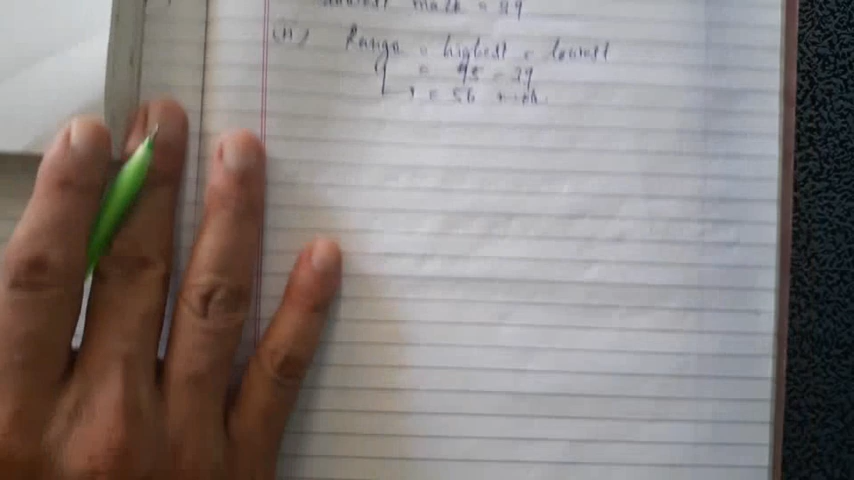 lowest mark = 39
(ii) Range = highest - lowest
= 95 - 39
= 56 mark.